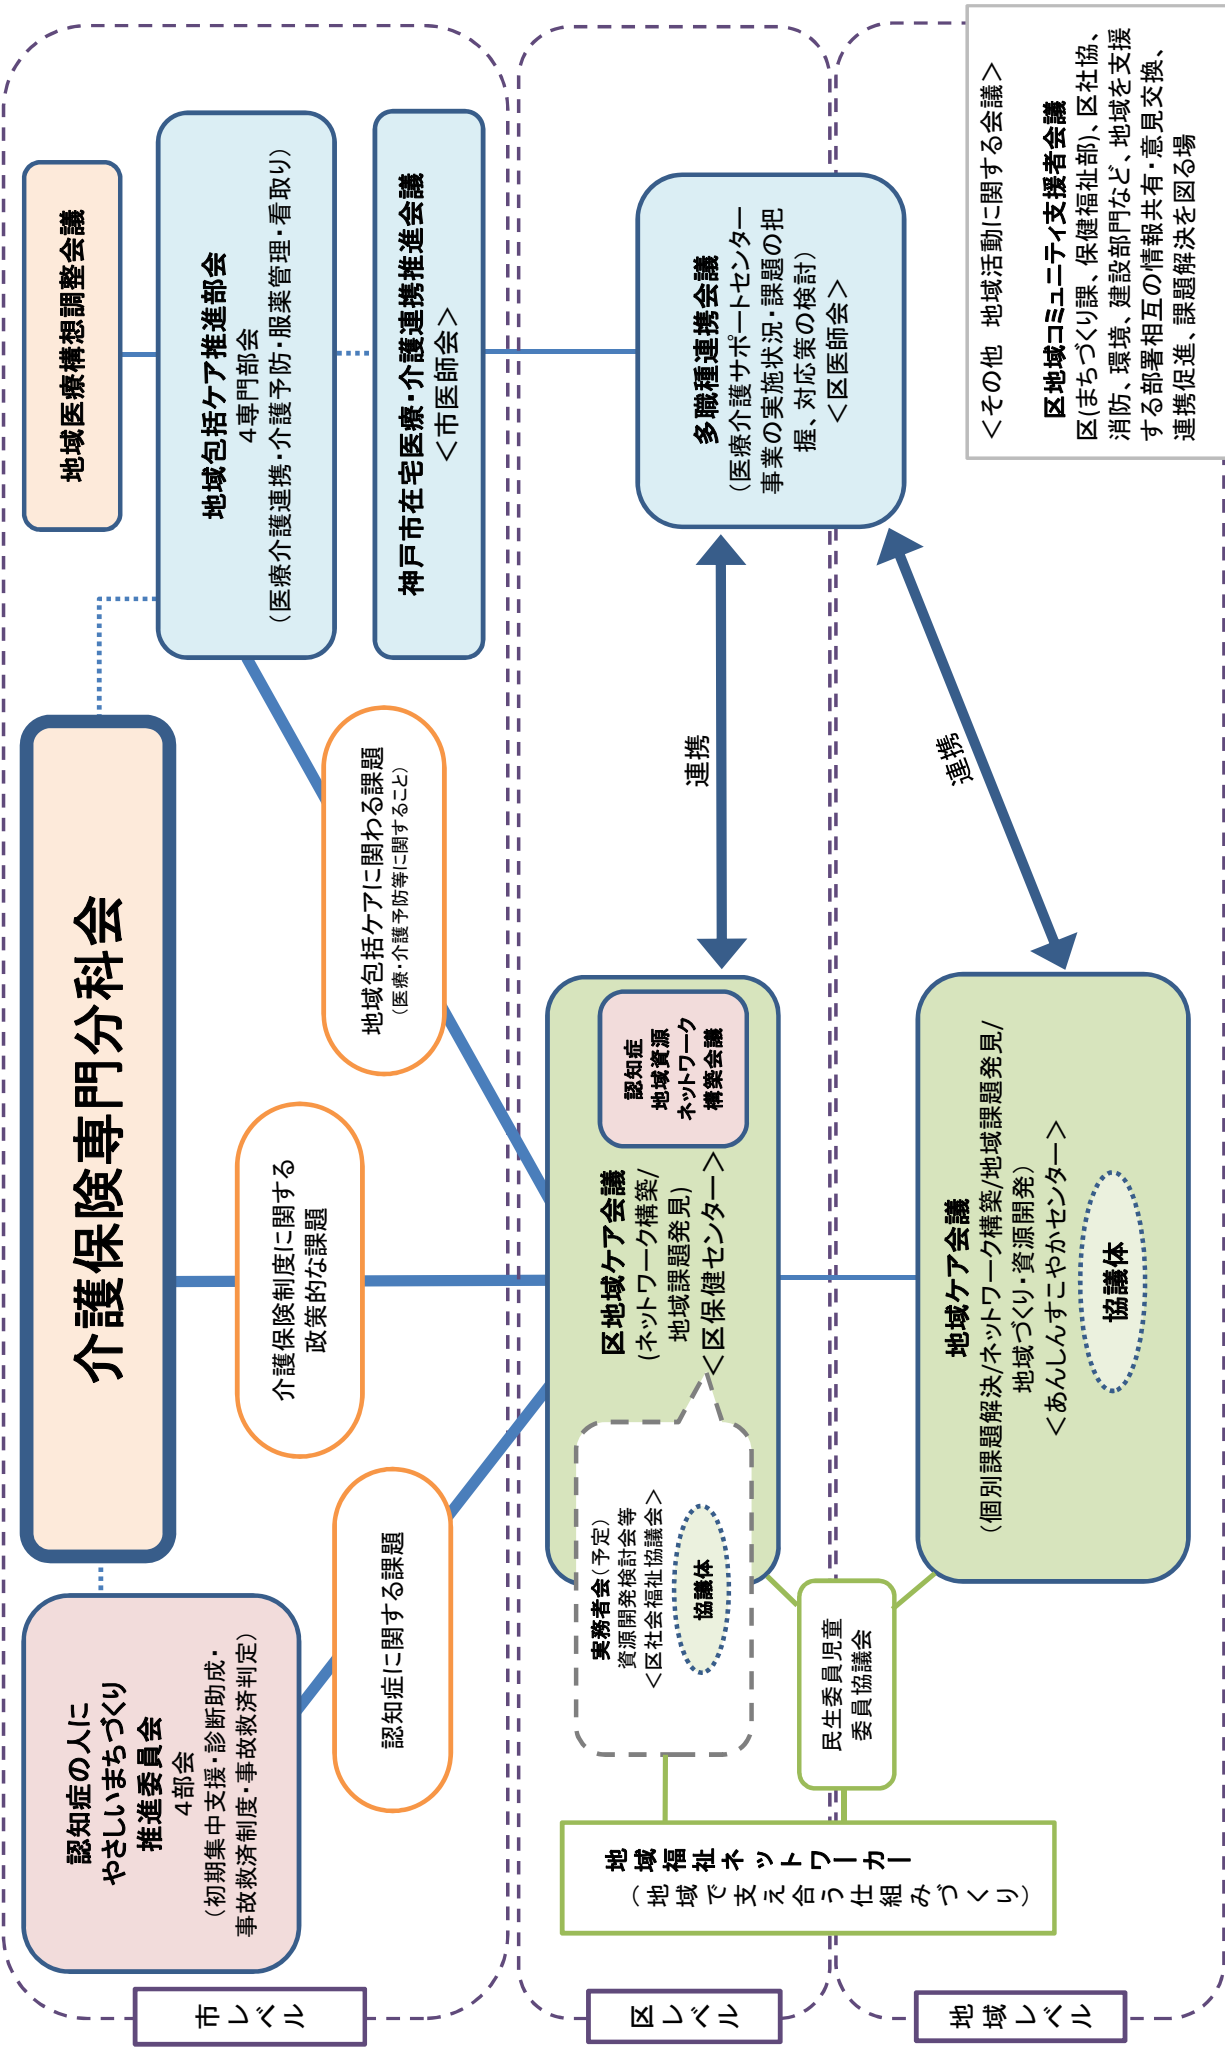 市レベル
認知症の人に
やさしいまちづくり
推進委員会
4部会
（初期集中支援・診断助成・
事故救済制度・事故救済判定）
介護保険専門分科会
地域医療構想調整会議
地域包括ケア推進部会
4専門部会
（医療介護連携・介護予防・服薬管理・看取り）
神戸市在宅医療・介護連携推進会議
＜市医師会＞
認知症に関する課題
介護保険制度に関する
政策的な課題
地域包括ケアに関わる課題
（医療・介護予防等に関すること）
区レベル
地域福祉ネットワーカー
（地域で支え合う仕組みづくり）
実務者会（予定）
資源開発検討会等
＜区社会福祉協議会＞
協議体
区地域ケア会議
(ネットワーク構築/
地域課題発見)
＜区保健センター＞
認知症
地域資源
ネットワーク
構築会議
連携
多職種連携会議
（医療介護サポートセンター
事業の実施状況・課題の把
握、対応策の検討）
＜区医師会＞
民生委員児童
委員協議会
地域レベル
地域ケア会議
（個別課題解決/ネットワーク構築/地域課題発見/
地域づくり・資源開発）
＜あんしんすこやかセンター＞
協議体
連携
＜その他　地域活動に関する会議＞
区地域コミュニティ支援者会議
区(まちづくり課、保健福祉部)、区社協、
消防、環境、建設部門など、地域を支援
する部署相互の情報共有・意見交換、
連携促進、課題解決を図る場